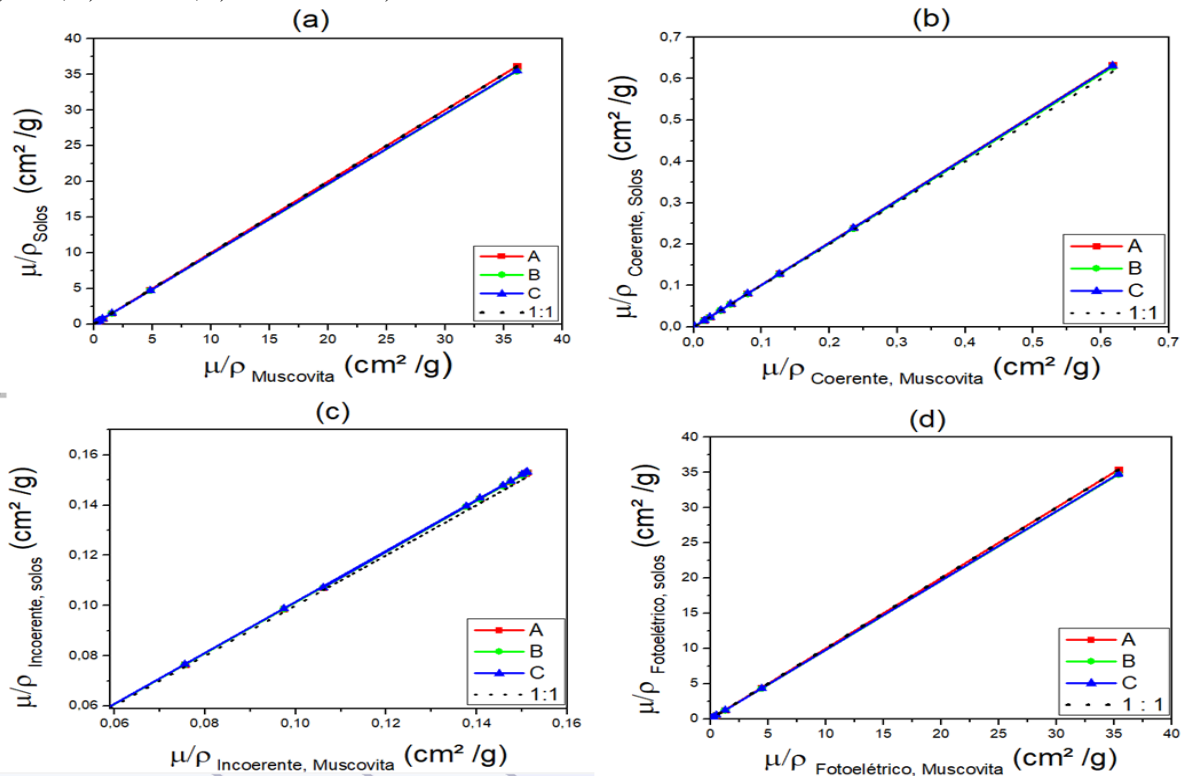 (a)
40
35
30
25
20
15
10
5
0
0 5 10 15 20 25 30 35 40
μ/ρ Solos (cm² /g)
μ/ρ Muscovita (cm² /g)
A
B
C
1:1
(b)
0,7
0,6
0,5
0,4
0,3
0,2
0,1
0,0
0,0 0,1 0,2 0,3 0,4 0,5 0,6 0,7
μ/ρ Coerente, Solos (cm² /g)
μ/ρ Coerente, Muscovita (cm² /g)
A
B
C
1:1
(c)
0,16
0,14
0,12
0,10
0,08
0,06
0,06 0,08 0,10 0,12 0,14 0,16
μ/ρ Incoerente, solos (cm² /g)
μ/ρ Incoerente, Muscovita (cm² /g)
A
B
C
1:1
(d)
40
35
30
25
20
15
10
5
0
0 5 10 15 20 25 30 35 40
μ/ρ Fotoelétrico, solos (cm² /g)
μ/ρ Fotoelétrico, Muscovita (cm² /g)
A
B
C
1 : 1